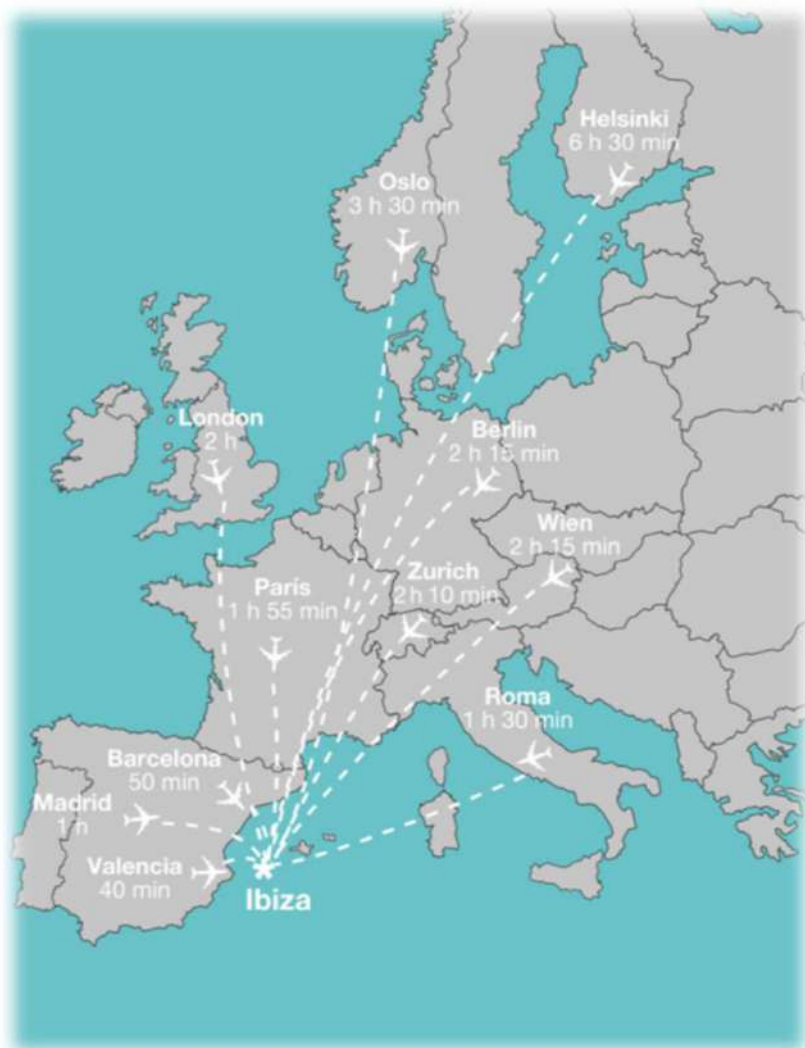 Helsinki
6 h 30 min
Oslo
3 h 30 min
London
2 h
Berlin
2 h 15 min
Wien
2 h 15 min
Zurich
2 h 10 min
París
1 h 55 min
Roma
1 h 30 min
Barcelona
50 min
Madrid
1 h
Valencia
40 min
Ibiza